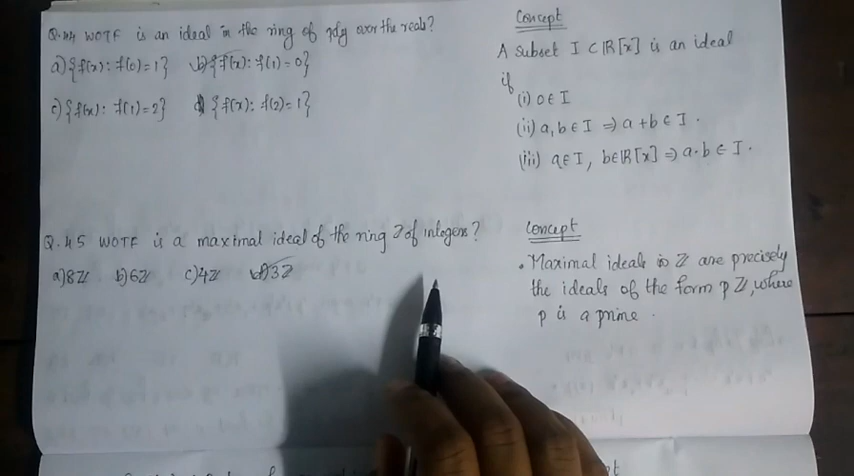 Q.44 WOTF is an ideal in the ring of poly over the reals?
a) {f(x): f(0)=1} b) {f(x): f(1)=0}
c) {f(x): f(1)=2} d) {f(x): f(2)=1}
Concept
A subset I ⊂ ℝ[x] is an ideal
if
(i) 0 ∈ I
(ii) a, b ∈ I ⇒ a + b ∈ I.
(iii) a ∈ I, b ∈ ℝ[x] ⇒ a·b ∈ I.
Q.45 WOTF is a maximal ideal of the ring ℤ of integers?
a) 8ℤ b) 6ℤ c) 4ℤ d) 3ℤ
Concept
• Maximal ideals in ℤ are precisely
the ideals of the form pℤ, where
p is a prime.